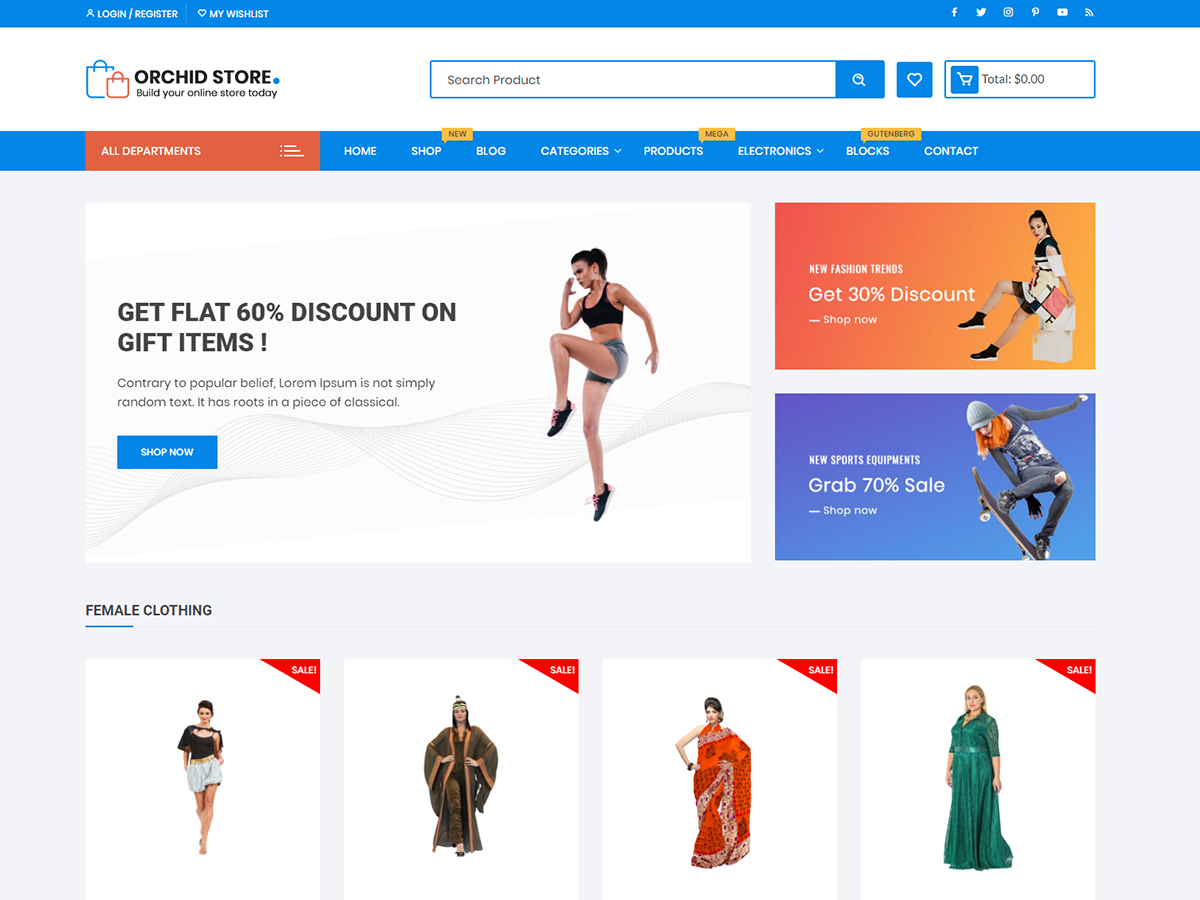 LOGIN / REGISTER
MY WISHLIST
ORCHID STORE.
Build your online store today
Search Product
Total: $0.00
ALL DEPARTMENTS
HOME
SHOP
NEW
BLOG
CATEGORIES
PRODUCTS
MEGA
ELECTRONICS
BLOCKS
GUTENBERG
CONTACT
GET FLAT 60% DISCOUNT ON
GIFT ITEMS !
Contrary to popular belief, Lorem Ipsum is not simply
random text. It has roots in a piece of classical.
SHOP NOW
NEW FASHION TRENDS
Get 30% Discount
— Shop now
NEW SPORTS EQUIPMENTS
Grab 70% Sale
— Shop now
FEMALE CLOTHING
SALE!
SALE!
SALE!
SALE!